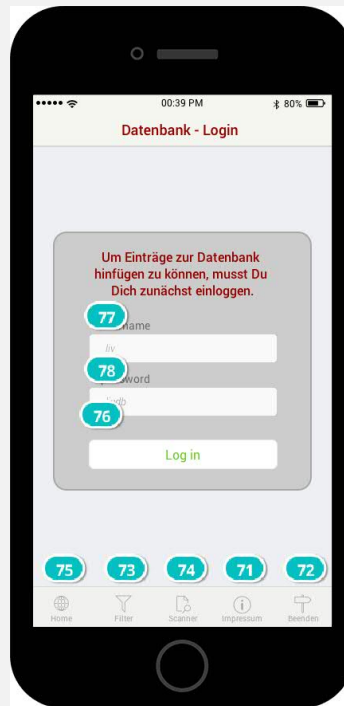 00:39 PM
80%
Datenbank - Login
Um Einträge zur Datenbank
hinfügen zu können, musst Du
Dich zunächst einloggen.
77
liv
78
76
Log in
75 73 74 71 72
Home Filter Scanner Impressum Beenden